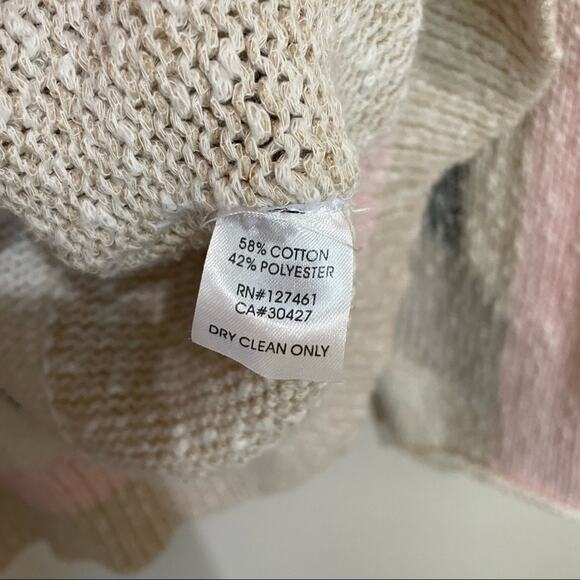 58% COTTON
42% POLYESTER
RN#127461
CA#30427
DRY CLEAN ONLY